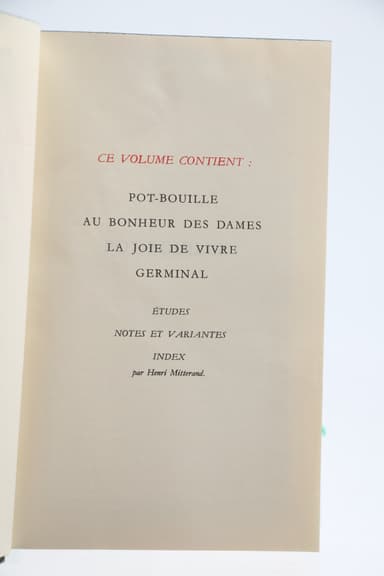 CE VOLUME CONTIENT :
POT-BOUILLE
AU BONHEUR DES DAMES
LA JOIE DE VIVRE
GERMINAL
ÉTUDES
NOTES ET VARIANTES
INDEX
par Henri Mitterand.